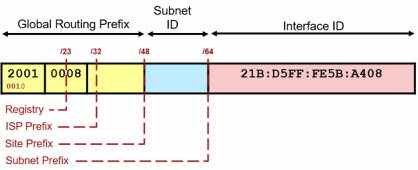 Global Routing Prefix
Subnet ID
Interface ID
/23
/32
/48
/64
2001
0008
21B:D5FF:FE5B:A408
0010
Registry
ISP Prefix
Site Prefix
Subnet Prefix